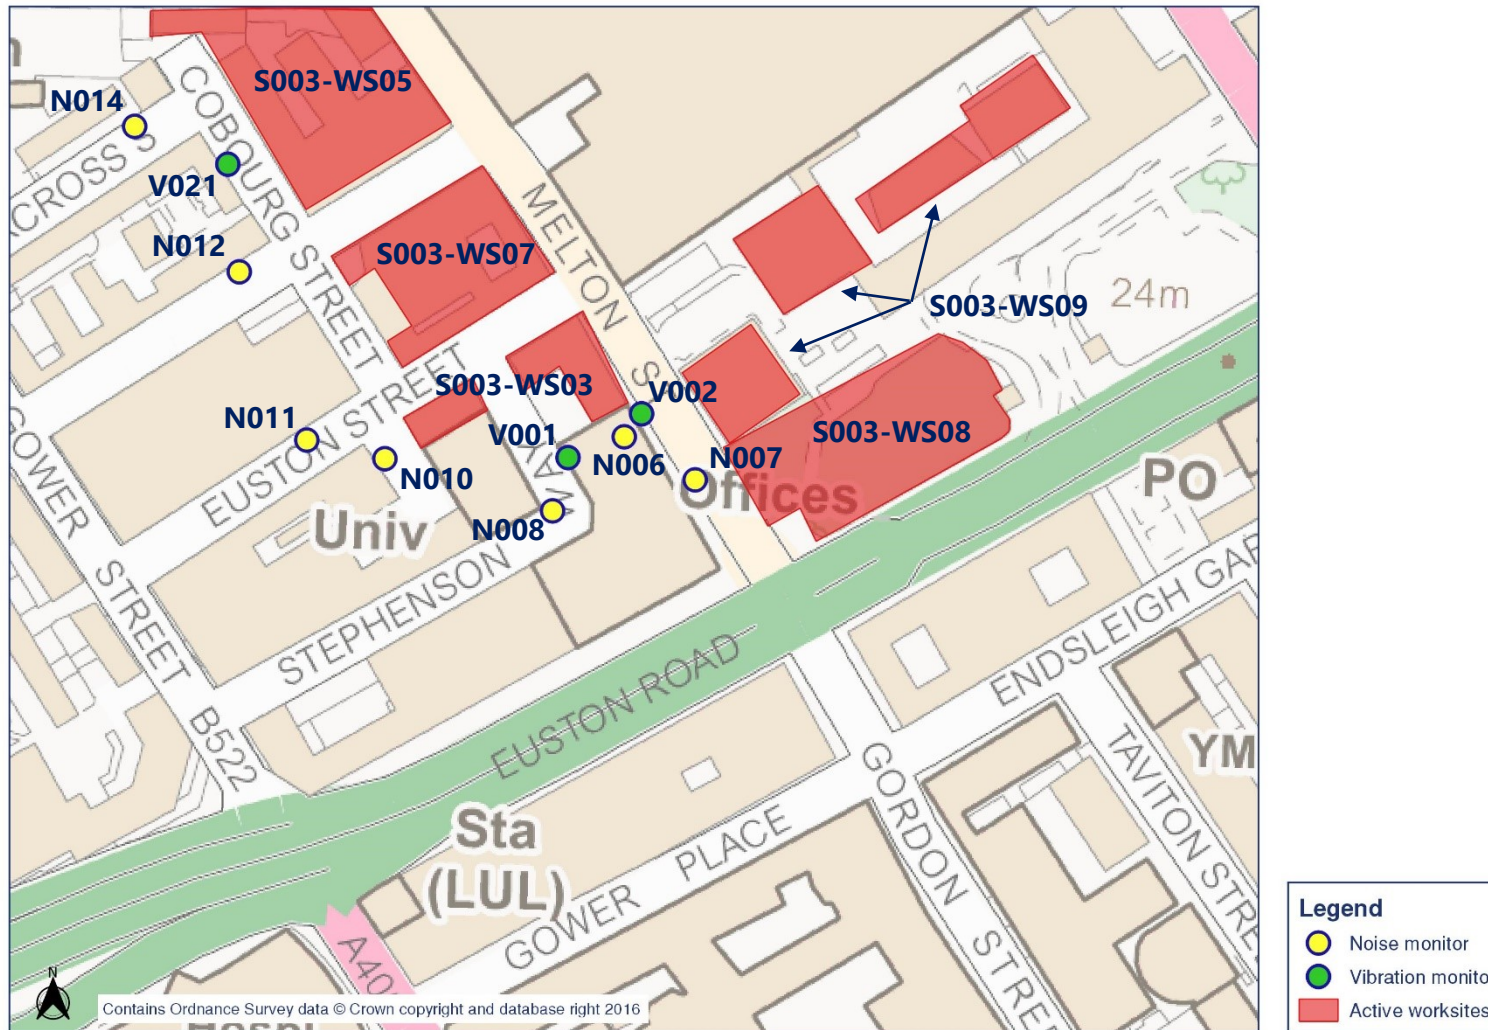 S003-WS05
N014
COBOURG STREET
V021
N012
MELTON S
S003-WS07
24m
S003-WS09
S003-WS03
V002
EUSTON STREET
N011
V001
S003-WS08
N006
N007
N010
WAY
Offices
PO
Univ
N008
GOWER STREET B522
STEPHENSON
ENDSLEIGH GAR
EUSTON ROAD
YM
TAVITON STRE
Sta
(LUL)
GOWER PLACE
GORDON STREE
A40
N
Contains Ordnance Survey data © Crown copyright and database right 2016
Legend
Noise monitor
Vibration monito
Active worksites